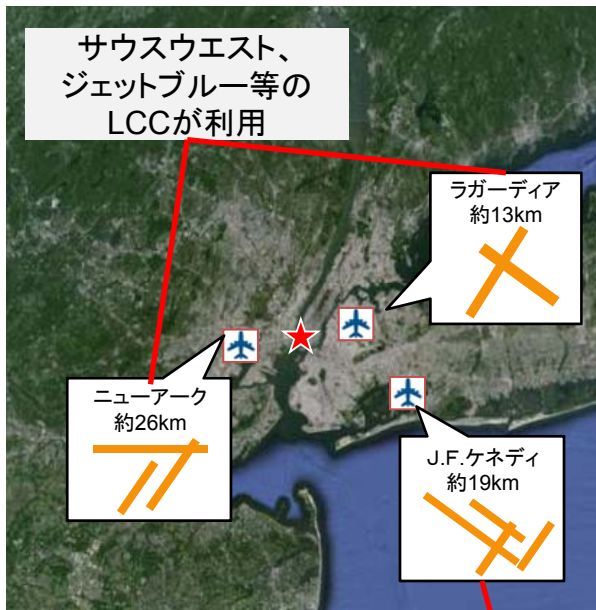 サウスウエスト、
ジェットブルー等の
LCCが利用
ラガーディア
約13km
ニューアーク
約26km
J.F.ケネディ
約19km